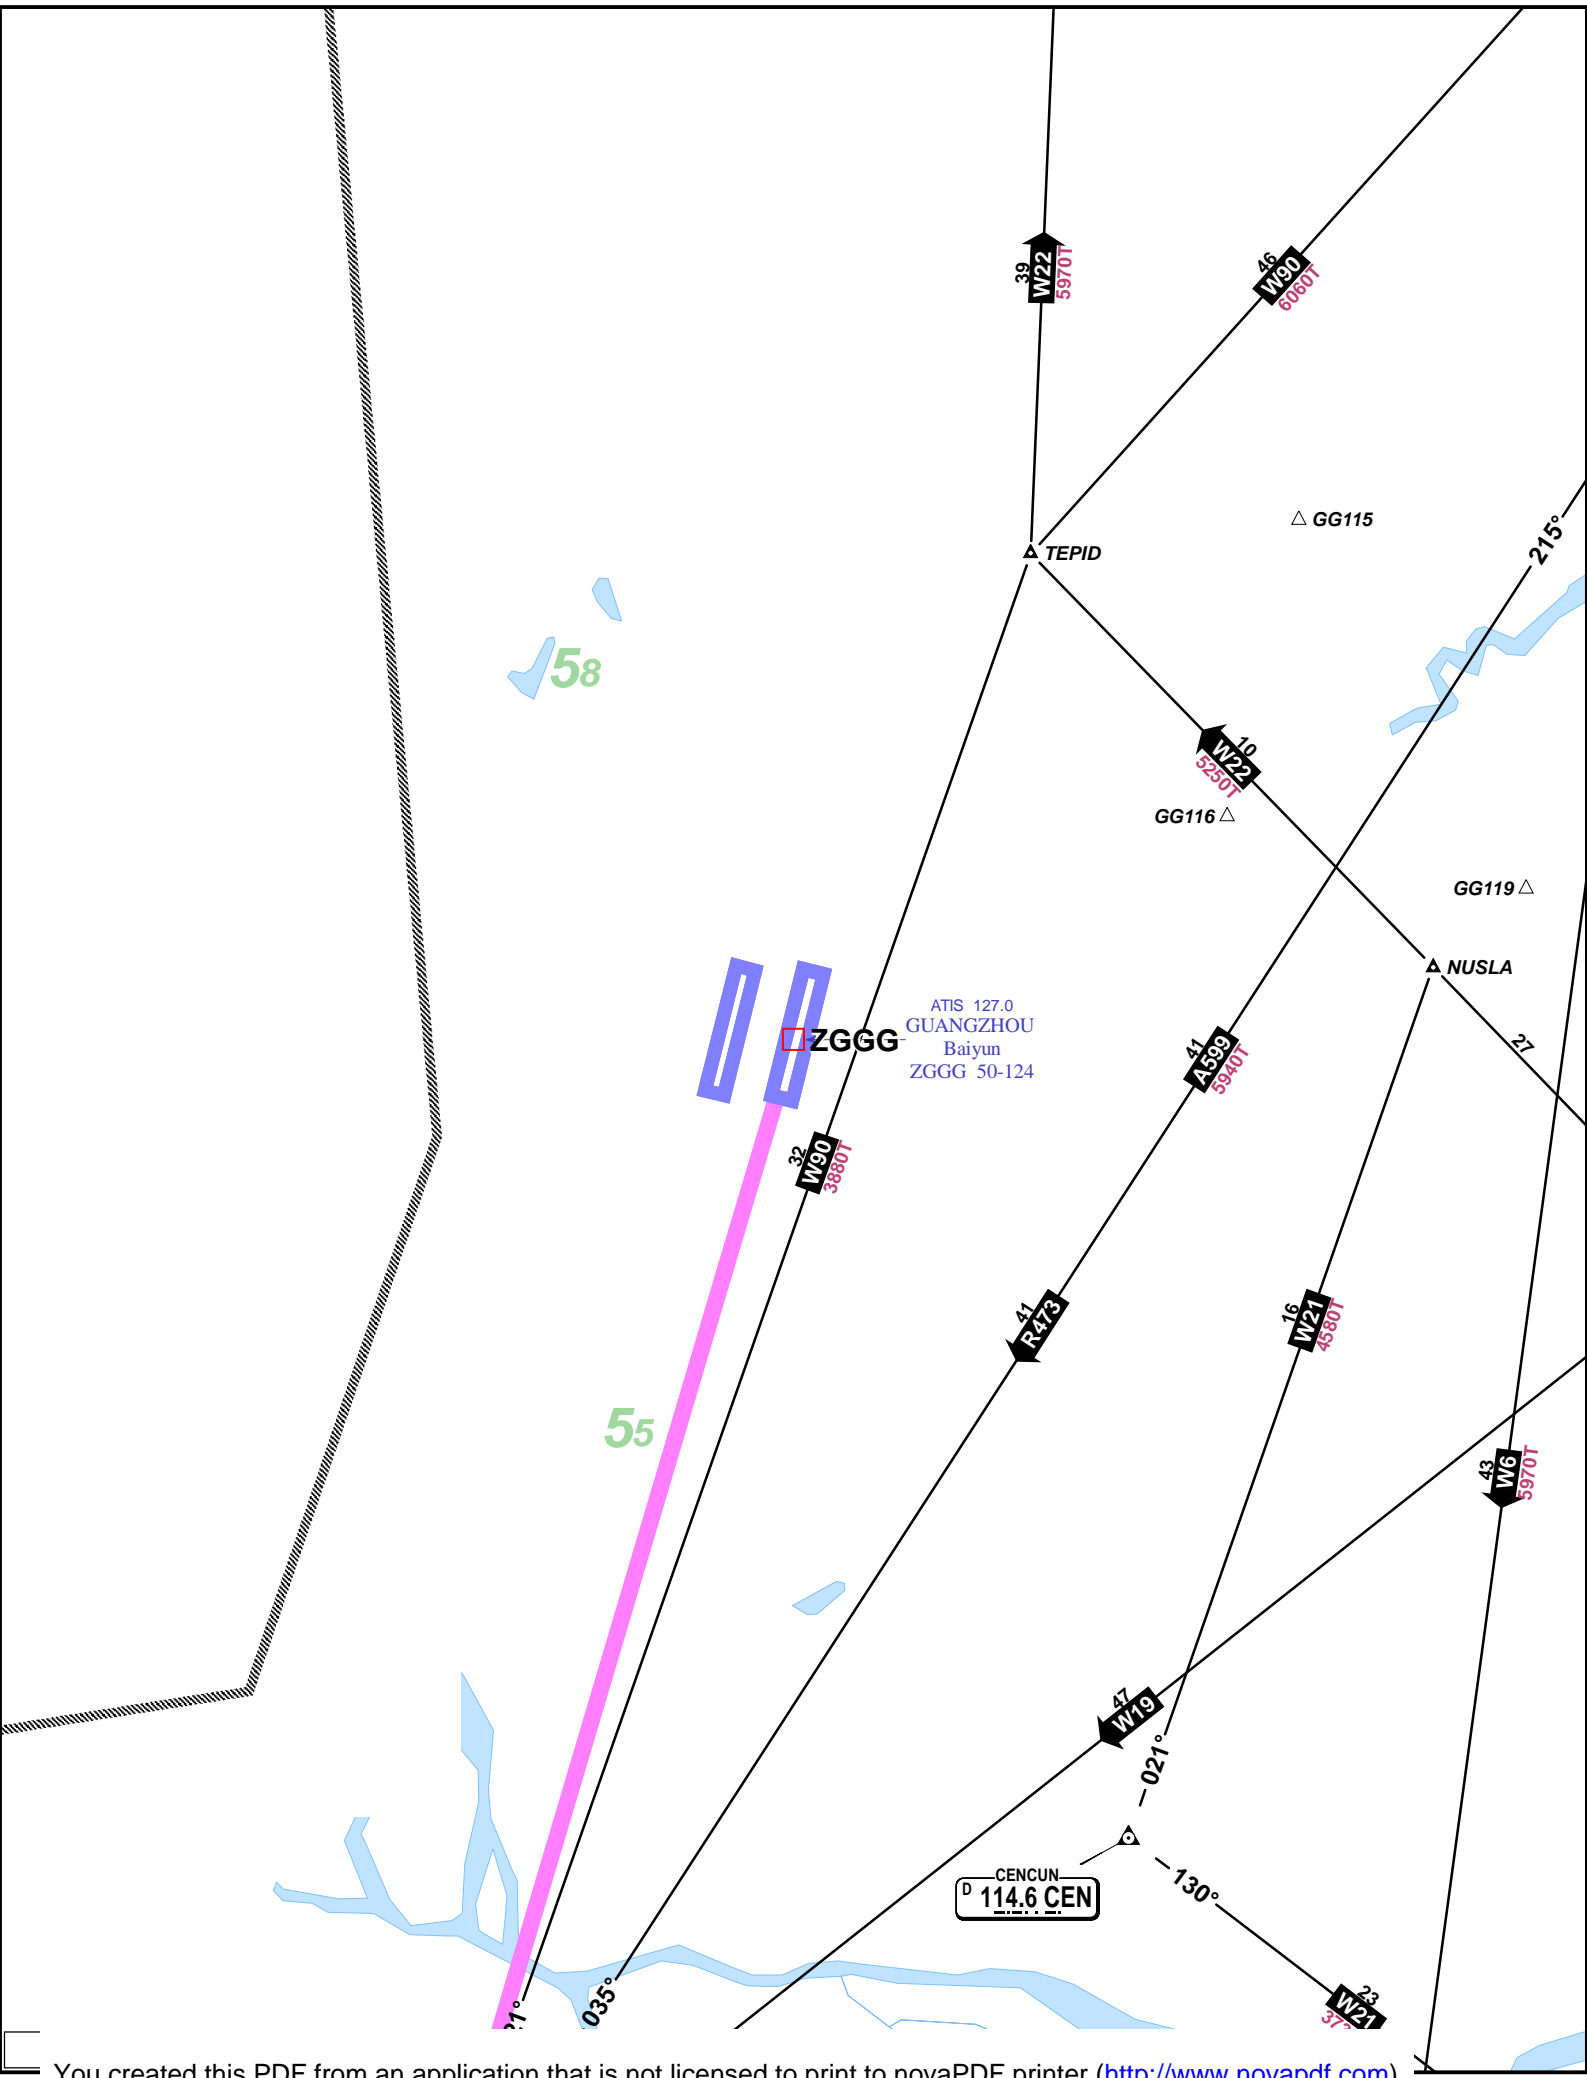 39
W22
5970T
46
W90
6060T
GG115
215°
TEPID
58
10
W22
5250T
GG116
GG119
NUSLA
ATIS 127.0
GUANGZHOU
Baiyun
ZGGG 50-124
ZGGG
27
41
A599
5940T
32
W90
3880T
41
R473
16
W21
4580T
55
43
W6
5970T
47
W19
021°
CENCUN
D 114.6 CEN
130°
035°
23
W21
You created this PDF from an application that is not licensed to print to novaPDF printer (http://www.novapdf.com)